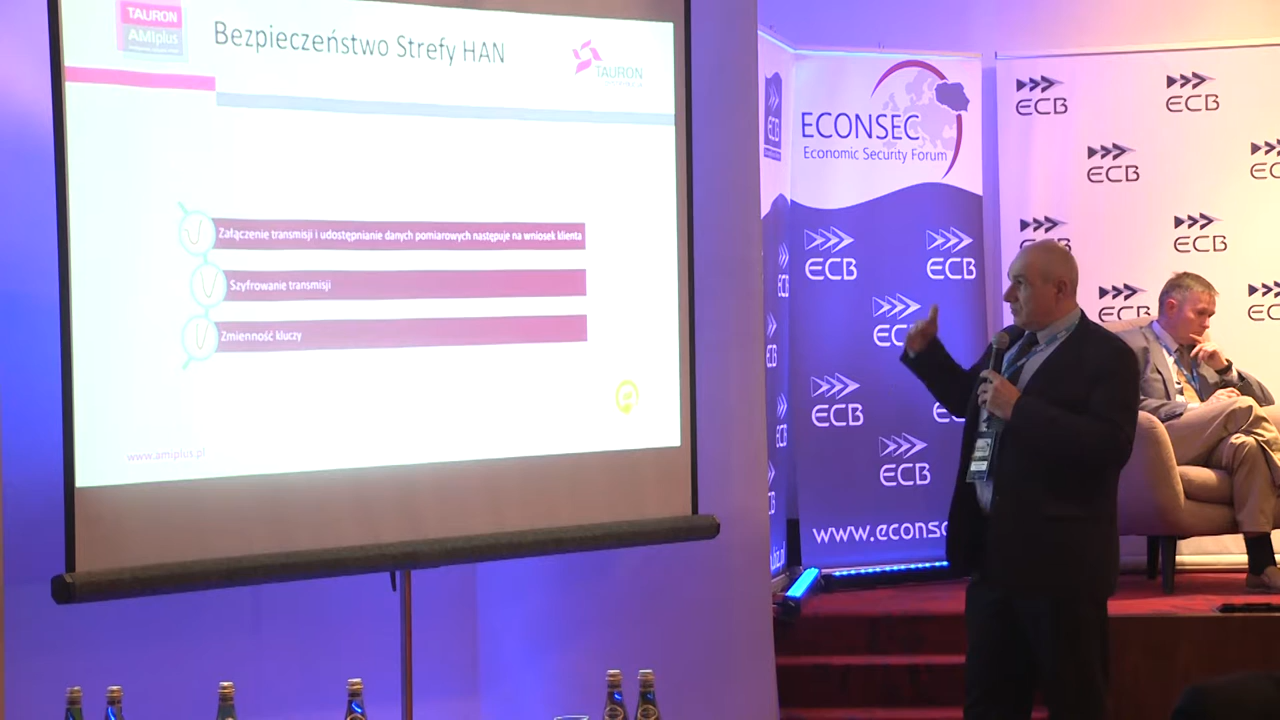 TAURON
AMIplus
Bezpieczeństwo Strefy HAN
TAURON
Załączenie transmisji i udostępnianie danych pomiarowych następuje na wniosek klienta
Szyfrowanie transmisji
Zmienność kluczy
www.amiplus.pl
ECONSEC
Economic Security Forum
ECB
ECB
ECB
ECB
ECB
www.econsec
ECB
ECB
ECB
ECB
ECB
ECB
ECB